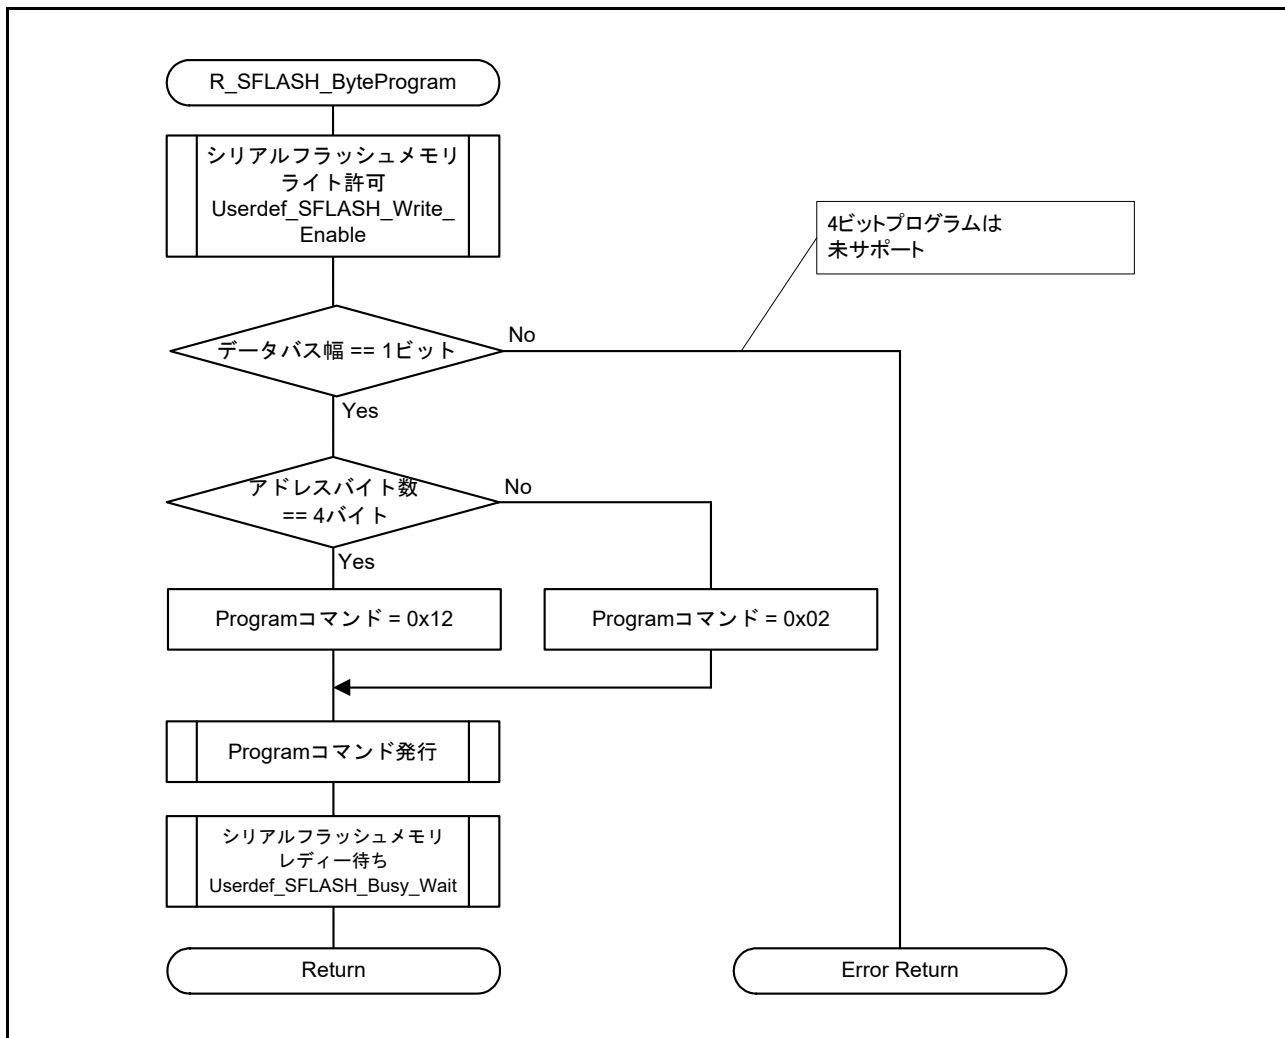 R_SFLASH_ByteProgram
シリアルフラッシュメモリ
ライト許可
Userdef_SFLASH_Write_
Enable
4ビットプログラムは
未サポート
データバス幅 == 1ビット
No
Yes
アドレスバイト数
== 4バイト
No
Yes
Programコマンド = 0x12
Programコマンド = 0x02
Programコマンド発行
シリアルフラッシュメモリ
レディー待ち
Userdef_SFLASH_Busy_Wait
Return
Error Return